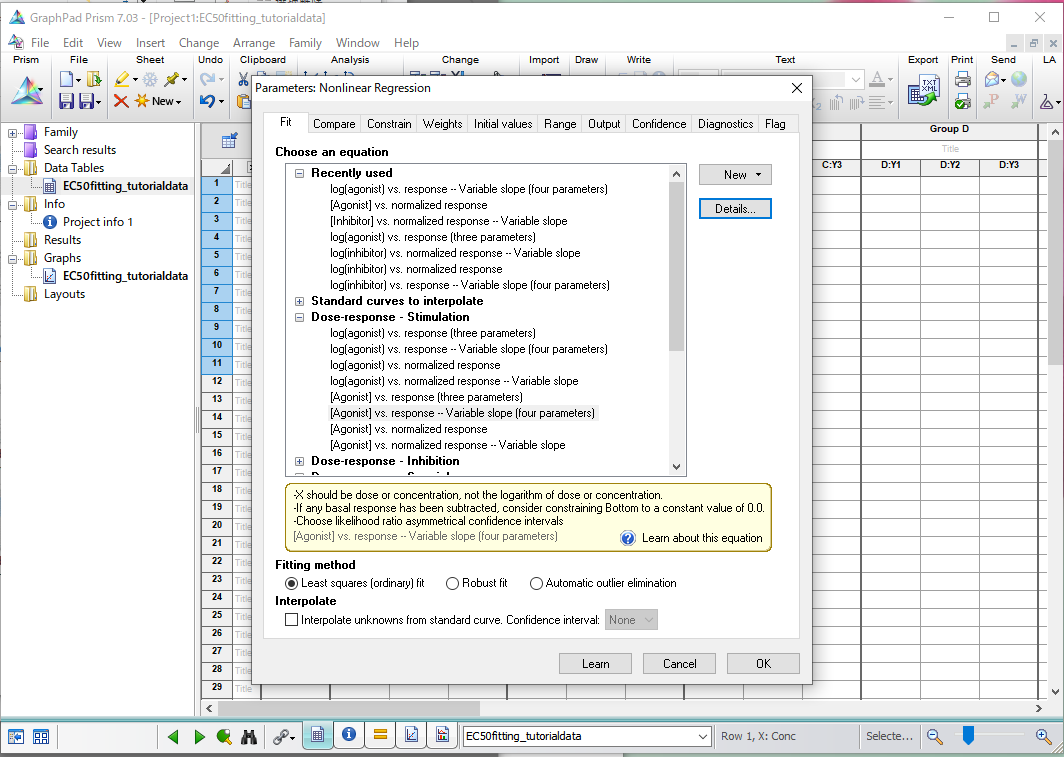 GraphPad Prism 7.03 - [Project1:EC50fitting_tutorialdata]
File Edit View Insert Change Arrange Family Window Help
Prism File Sheet Undo Clipboard Analysis Change Import Draw Write Text Export Print Send LA
New
TXT
XML
Parameters: Nonlinear Regression
Fit Compare Constrain Weights Initial values Range Output Confidence Diagnostics Flag
Choose an equation
Recently used
log(agonist) vs. response -- Variable slope (four parameters)
[Agonist] vs. normalized response
[Inhibitor] vs. normalized response -- Variable slope
log(agonist) vs. response (three parameters)
log(inhibitor) vs. normalized response -- Variable slope
log(inhibitor) vs. normalized response
log(inhibitor) vs. response -- Variable slope (four parameters)
Standard curves to interpolate
Dose-response - Stimulation
log(agonist) vs. response (three parameters)
log(agonist) vs. response -- Variable slope (four parameters)
log(agonist) vs. normalized response
log(agonist) vs. normalized response -- Variable slope
[Agonist] vs. response (three parameters)
[Agonist] vs. response -- Variable slope (four parameters)
[Agonist] vs. normalized response
[Agonist] vs. normalized response -- Variable slope
Dose-response - Inhibition
New
Details...
-X should be dose or concentration, not the logarithm of dose or concentration.
-If any basal response has been subtracted, consider constraining Bottom to a constant value of 0.0.
-Choose likelihood ratio asymmetrical confidence intervals
[Agonist] vs. response -- Variable slope (four parameters)
Learn about this equation
Fitting method
Least squares (ordinary) fit Robust fit Automatic outlier elimination
Interpolate
Interpolate unknowns from standard curve. Confidence interval: None
Learn Cancel OK
Family
Search results
Data Tables
EC50fitting_tutorialdata
Info
Project info 1
Results
Graphs
EC50fitting_tutorialdata
Layouts
Group D
Title
C:Y3 D:Y1 D:Y2 D:Y3
1 Title
2 Title
3 Title
4 Title
5 Title
6 Title
7 Title
8 Title
9 Title
10 Title
11 Title
12 Title
13 Title
14 Title
15 Title
16 Title
17 Title
18 Title
19 Title
20 Title
21 Title
22 Title
23 Title
24 Title
25 Title
26 Title
27 Title
28 Title
29 Title
EC50fitting_tutorialdata
Row 1, X: Conc
Selecte...